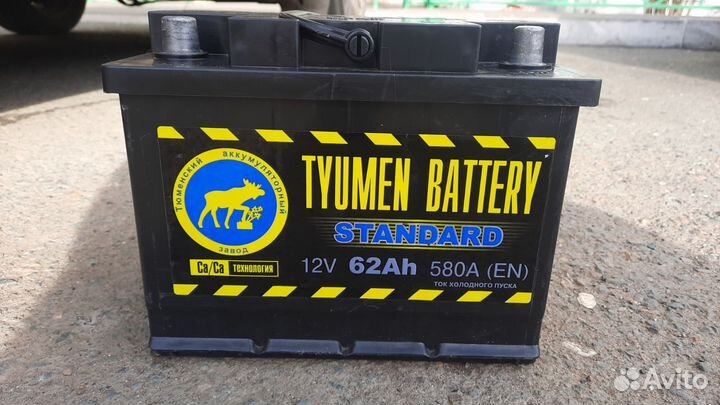 Тюменский аккумуляторный
завод
TYUMEN BATTERY
STANDARD
Ca/Ca ТЕХНОЛОГИЯ
12V 62Ah 580A (EN)
ТОК ХОЛОДНОГО ПУСКА
Avito